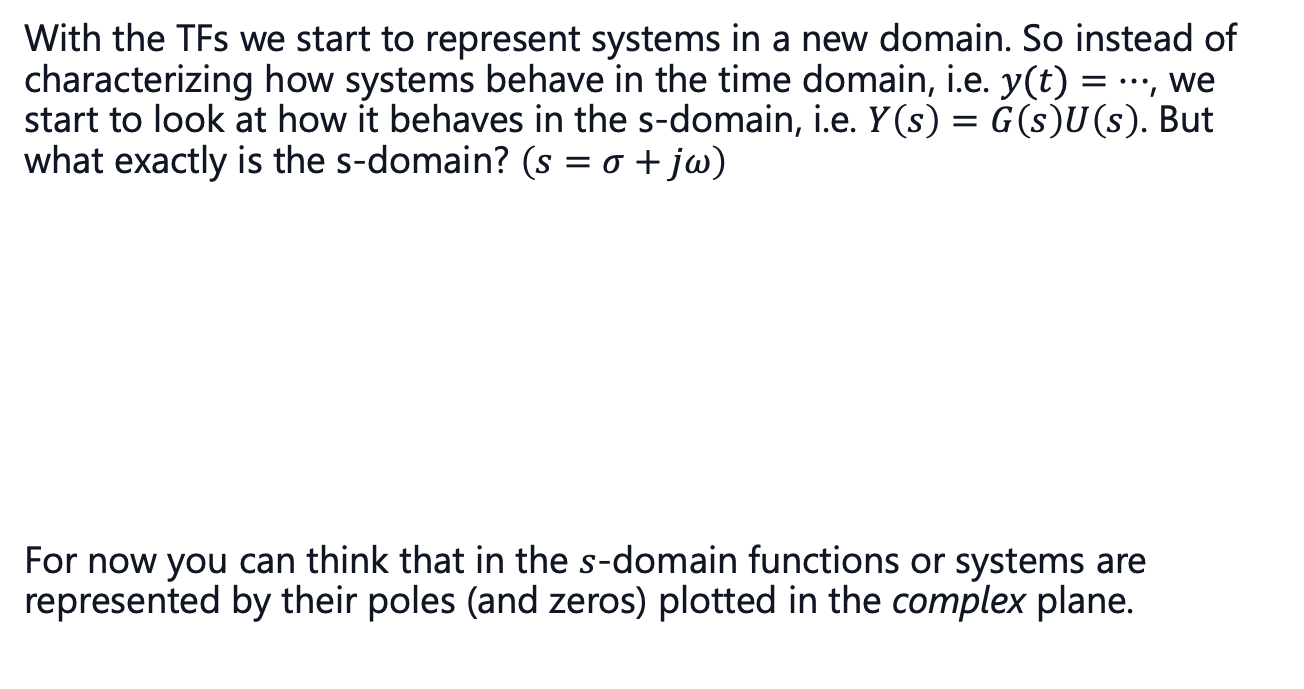 With the TFs we start to represent systems in a new domain. So instead of
characterizing how systems behave in the time domain, i.e. y(t) = ⋯, we
start to look at how it behaves in the s-domain, i.e. Y(s) = G(s)U(s). But
what exactly is the s-domain? (s = σ + jω)
For now you can think that in the s-domain functions or systems are
represented by their poles (and zeros) plotted in the complex plane.